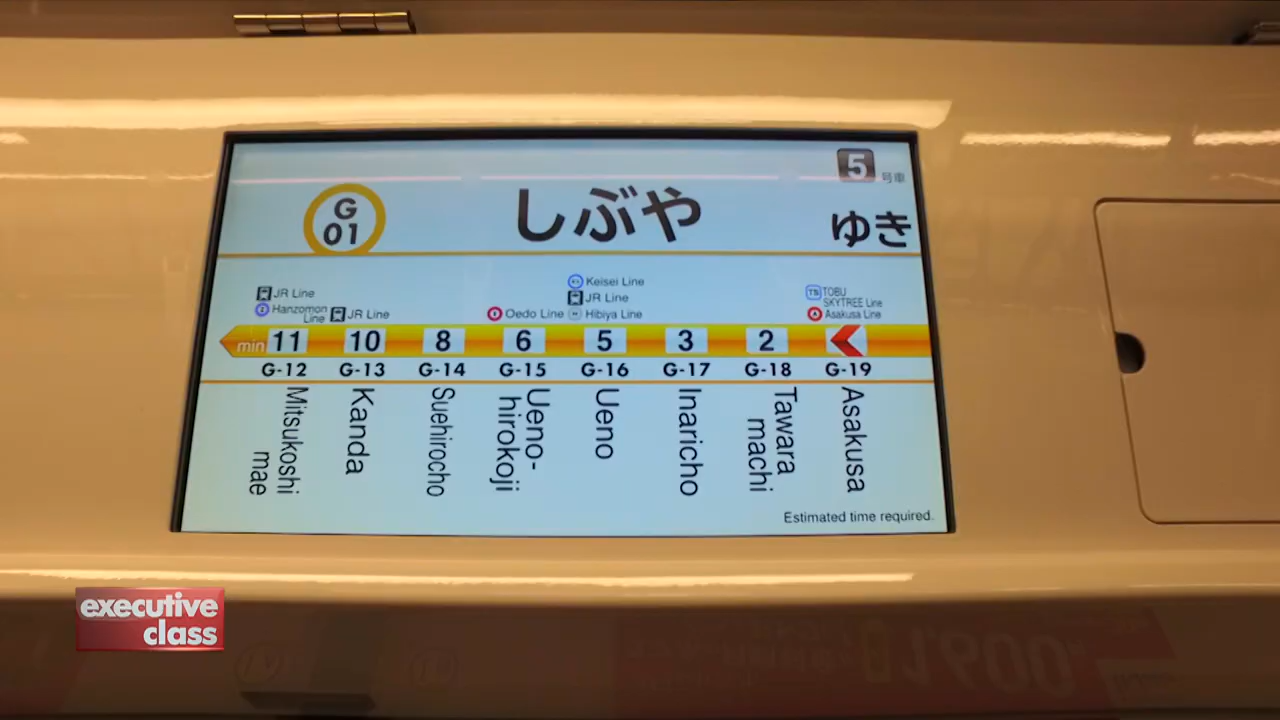 5号車
G
01
しぶや
ゆき
JR Line
Hanzomon
Line
JR Line
Oedo Line
Keisei Line
JR Line
Hibiya Line
TS TOBU
SKYTREE Line
A Asakusa Line
min 11 10 8 6 5 3 2
G-12 G-13 G-14 G-15 G-16 G-17 G-18 G-19
Mitsukoshi
mae
Kanda
Suehirocho
Ueno-
hirokoji
Ueno
Inaricho
Tawara
machi
Asakusa
Estimated time required.
executive
class